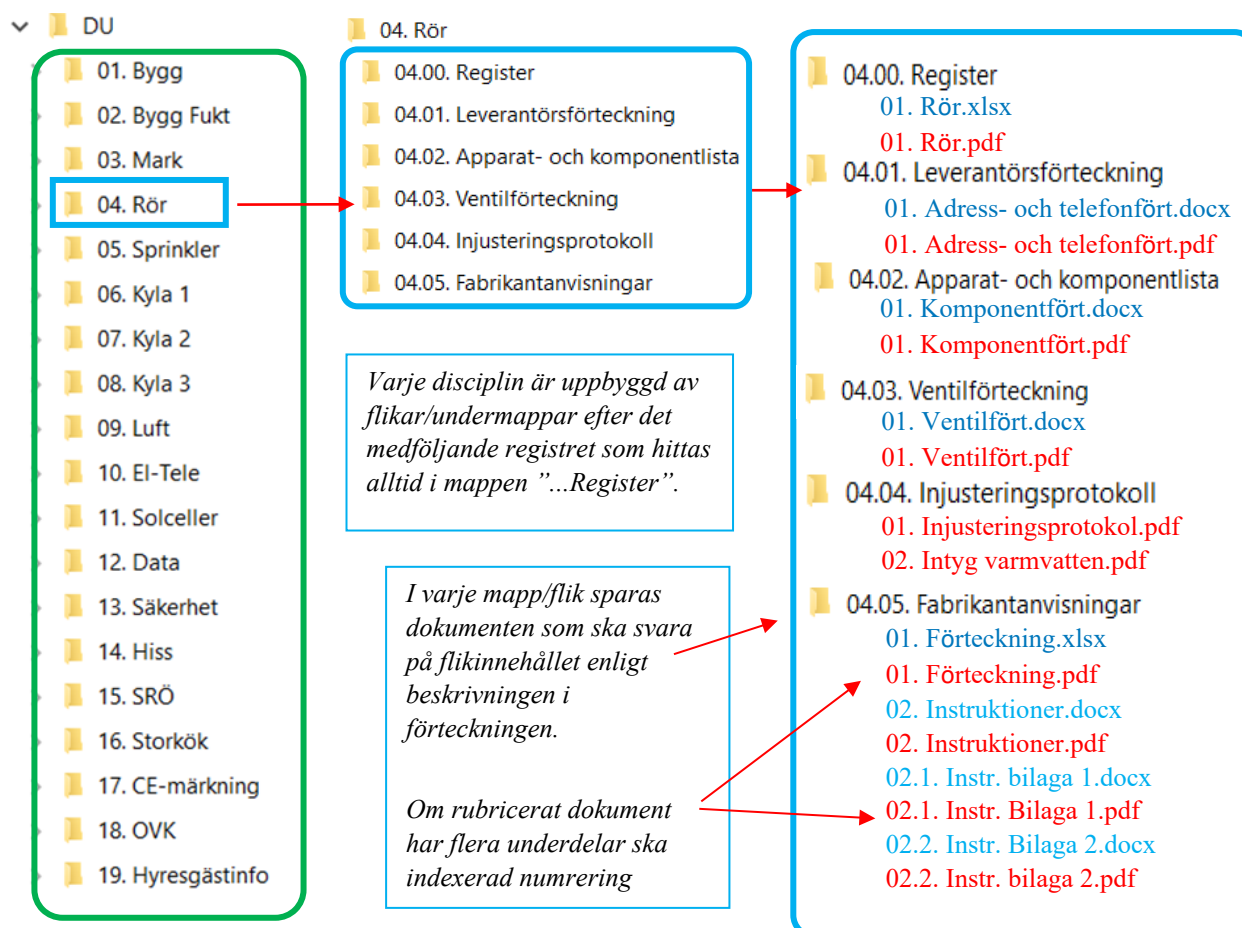 DU
01. Bygg
02. Bygg Fukt
03. Mark
04. Rör
05. Sprinkler
06. Kyla 1
07. Kyla 2
08. Kyla 3
09. Luft
10. El-Tele
11. Solceller
12. Data
13. Säkerhet
14. Hiss
15. SRÖ
16. Storkök
17. CE-märkning
18. OVK
19. Hyresgästinfo
04. Rör
04.00. Register
04.01. Leverantörsförteckning
04.02. Apparat- och komponentlista
04.03. Ventilförteckning
04.04. Injusteringsprotokoll
04.05. Fabrikantanvisningar
Varje disciplin är uppbyggd av
flikar/undermappar efter det
medföljande registret som hittas
alltid i mappen ”...Register”.
I varje mapp/flik sparas
dokumenten som ska svara
på flikinnehållet enligt
beskrivningen i
förteckningen.
Om rubricerat dokument
har flera underdelar ska
indexerad numrering
04.00. Register
01. Rör.xlsx
01. Rör.pdf
04.01. Leverantörsförteckning
01. Adress- och telefonfört.docx
01. Adress- och telefonfört.pdf
04.02. Apparat- och komponentlista
01. Komponentfört.docx
01. Komponentfört.pdf
04.03. Ventilförteckning
01. Ventilfört.docx
01. Ventilfört.pdf
04.04. Injusteringsprotokoll
01. Injusteringsprotokol.pdf
02. Intyg varmvatten.pdf
04.05. Fabrikantanvisningar
01. Förteckning.xlsx
01. Förteckning.pdf
02. Instruktioner.docx
02. Instruktioner.pdf
02.1. Instr. bilaga 1.docx
02.1. Instr. Bilaga 1.pdf
02.2. Instr. Bilaga 2.docx
02.2. Instr. bilaga 2.pdf